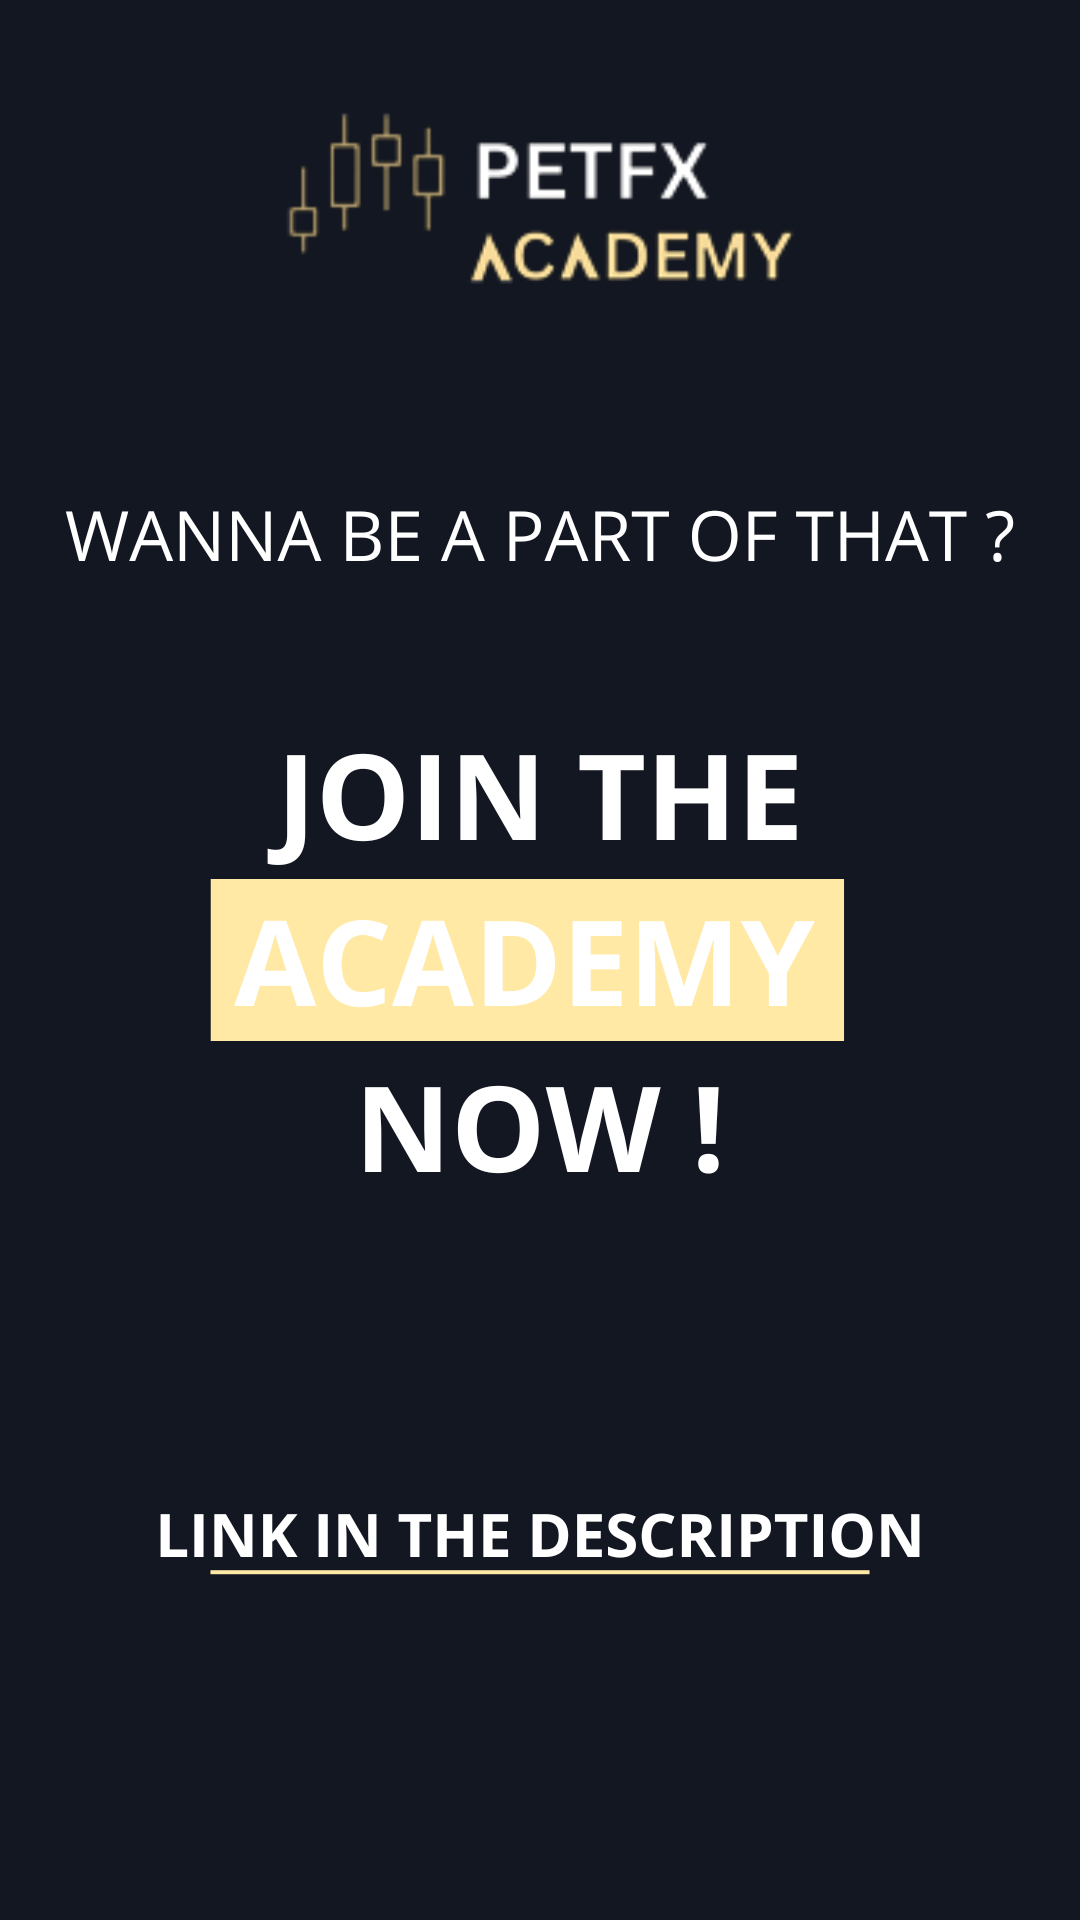 PETFX
ACADEMY
WANNA BE A PART OF THAT ?
JOIN THE
ACADEMY
NOW !
LINK IN THE DESCRIPTION